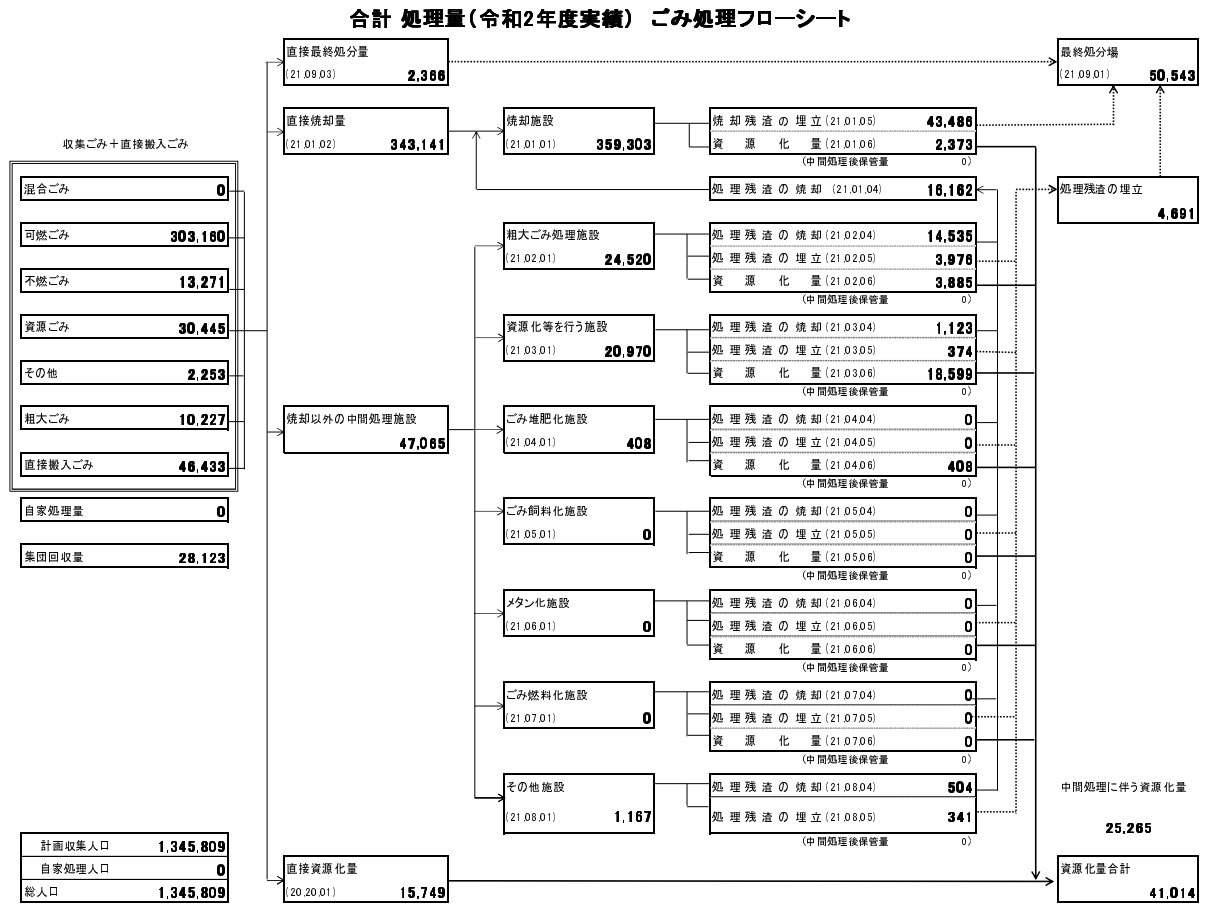 合計 処理量(令和2年度実績) ごみ処理フローシート
直接最終処分量
(21.09.03) 2,366
最終処分場
(21.09.01) 50,543
収集ごみ+直接搬入ごみ
直接焼却量
(21.01.02) 343,141
焼却施設
(21.01.01) 359,303
焼却残渣の埋立(21.01.05) 43,486
資源化量(21.01.06) 2,373
(中間処理後保管量 0)
混合ごみ 0
処理残渣の焼却 (21.01.04) 16,162
処理残渣の埋立
4,691
可燃ごみ 303,160
粗大ごみ処理施設
(21.02.01) 24,520
処理残渣の焼却(21.02.04) 14,535
処理残渣の埋立(21.02.05) 3,976
資源化量(21.02.06) 3,885
(中間処理後保管量 0)
不燃ごみ 13,271
資源ごみ 30,445
資源化等を行う施設
(21.03.01) 20,970
処理残渣の焼却(21.03.04) 1,123
処理残渣の埋立(21.03.05) 374
資源化量(21.03.06) 18,599
(中間処理後保管量 0)
その他 2,253
粗大ごみ 10,227
焼却以外の中間処理施設
47,065
ごみ堆肥化施設
(21.04.01) 408
処理残渣の焼却(21.04.04) 0
処理残渣の埋立(21.04.05) 0
資源化量(21.04.06) 408
(中間処理後保管量 0)
直接搬入ごみ 46,433
自家処理量 0
ごみ飼料化施設
(21.05.01) 0
処理残渣の焼却(21.05.04) 0
処理残渣の埋立(21.05.05) 0
資源化量(21.05.06) 0
(中間処理後保管量 0)
集団回収量 28,123
メタン化施設
(21.06.01) 0
処理残渣の焼却(21.06.04) 0
処理残渣の埋立(21.06.05) 0
資源化量(21.06.06) 0
(中間処理後保管量 0)
ごみ燃料化施設
(21.07.01) 0
処理残渣の焼却(21.07.04) 0
処理残渣の埋立(21.07.05) 0
資源化量(21.07.06) 0
(中間処理後保管量 0)
その他施設
(21.08.01) 1,167
処理残渣の焼却(21.08.04) 504
処理残渣の埋立(21.08.05) 341
(中間処理後保管量 0)
中間処理に伴う資源化量
25,265
計画収集人口 1,345,809
自家処理人口 0
総人口 1,345,809
直接資源化量
(20.20.01) 15,749
資源化量合計
41,014